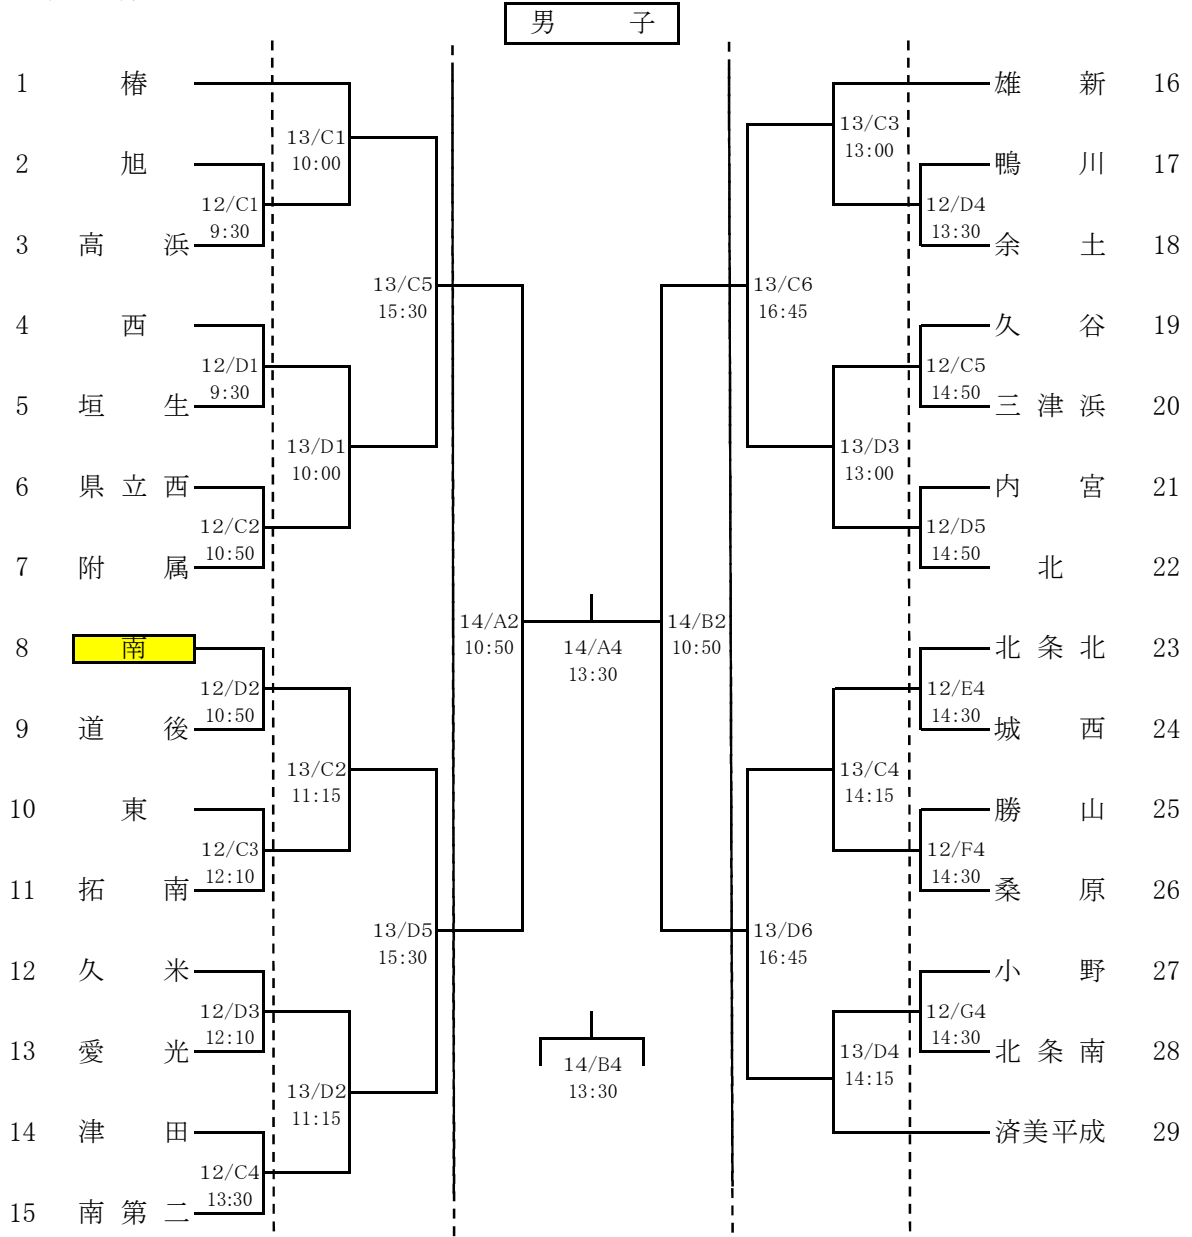 男 子
1 椿
2 旭
12/C1
9:30
3 高 浜
13/C1
10:00
4 西
12/D1
9:30
5 垣 生
13/D1
10:00
6 県 立 西
12/C2
10:50
7 附 属
13/C5
15:30
8 南
12/D2
10:50
9 道 後
13/C2
11:15
10 東
12/C3
12:10
11 拓 南
13/D5
15:30
12 久 米
12/D3
12:10
13 愛 光
13/D2
11:15
14 津 田
12/C4
13:30
15 南 第 二
14/A2
10:50
14/A4
13:30
14/B2
10:50
14/B4
13:30
雄 新 16
13/C3
13:00
鴨 川 17
12/D4
13:30
余 土 18
13/C6
16:45
久 谷 19
12/C5
14:50
三 津 浜 20
13/D3
13:00
内 宮 21
12/D5
14:50
北 22
北 条 北 23
12/E4
14:30
城 西 24
13/C4
14:15
勝 山 25
12/F4
14:30
桑 原 26
13/D6
16:45
小 野 27
12/G4
14:30
北 条 南 28
13/D4
14:15
済美平成 29